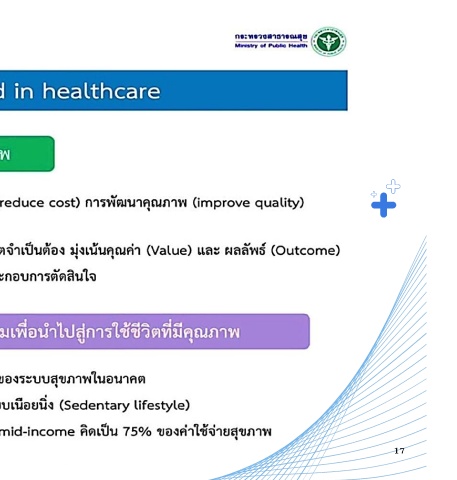 กระทรวงสาธารณสุข
Ministry of Public Health
d in healthcare
พ
reduce cost) การพัฒนาคุณภาพ (improve quality)
ตจำเป็นต้อง มุ่งเน้นคุณค่า (Value) และ ผลลัพธ์ (Outcome)
ะกอบการตัดสินใจ
มเพื่อนำไปสู่การใช้ชีวิตที่มีคุณภาพ
ของระบบสุขภาพในอนาคต
บเนือยนิ่ง (Sedentary lifestyle)
mid-income คิดเป็น 75% ของค่าใช้จ่ายสุขภาพ
17